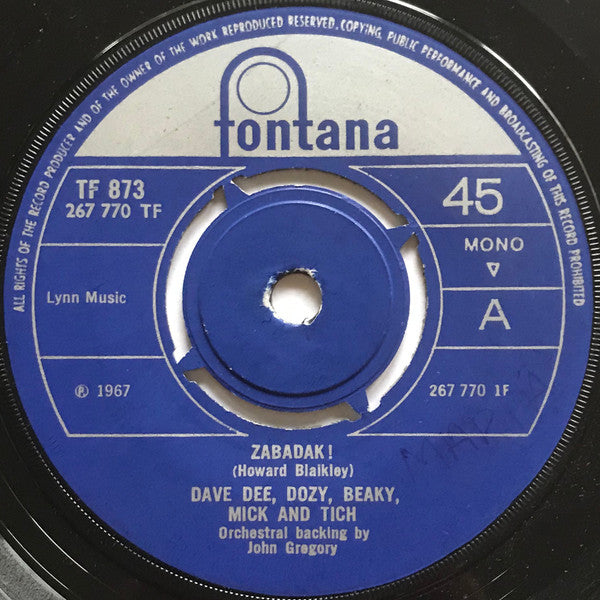 ALL RIGHTS OF THE RECORD PRODUCER AND OF THE OWNER OF THE WORK REPRODUCED RESERVED. COPYING, PUBLIC PERFORMANCE AND BROADCASTING OF THIS RECORD PROHIBITED
fontana
TF 873
267 770 TF
45
MONO
Lynn Music
A
℗ 1967
267 770 1F
ZABADAK!
(Howard Blaikley)
DAVE DEE, DOZY, BEAKY,
MICK AND TICH
Orchestral backing by
John Gregory